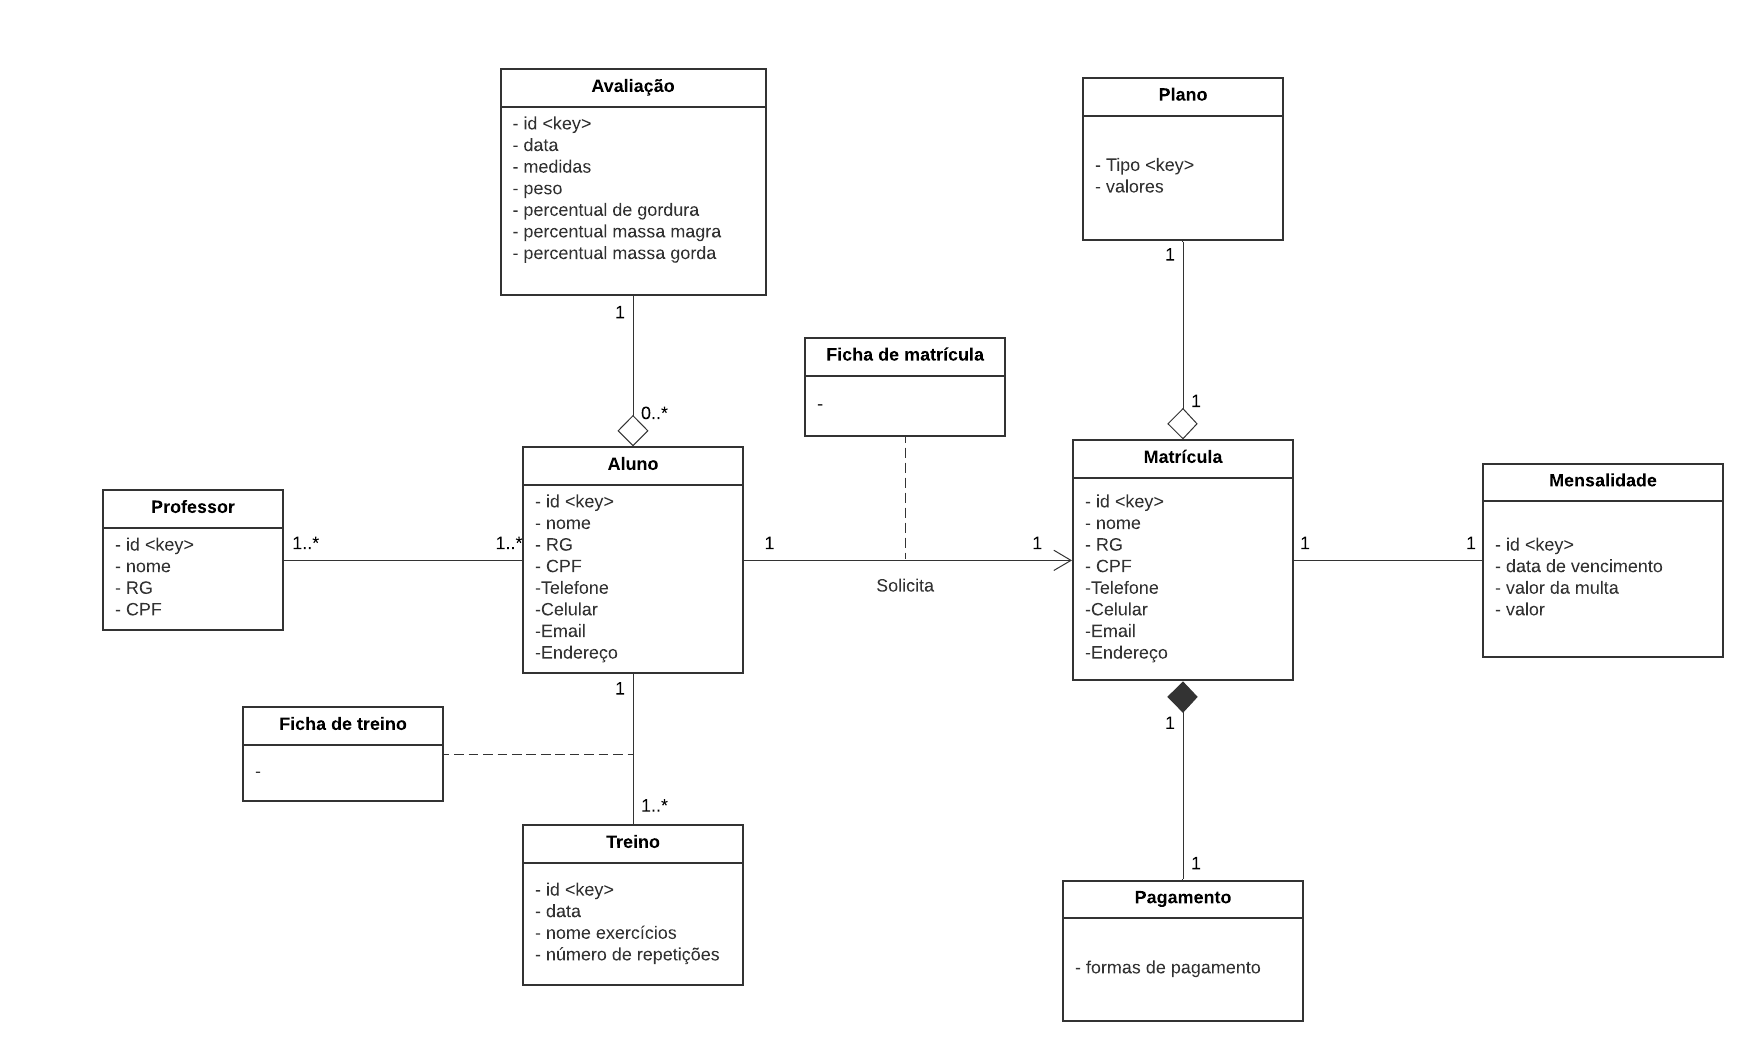 Avaliação
- id <key>
- data
- medidas
- peso
- percentual de gordura
- percentual massa magra
- percentual massa gorda
1
0..*
Plano
- Tipo <key>
- valores
1
1
Ficha de matrícula
-
Professor
- id <key>
- nome
- RG
- CPF
1..*
1..*
Aluno
- id <key>
- nome
- RG
- CPF
-Telefone
-Celular
-Email
-Endereço
1
1
Solicita
Matrícula
- id <key>
- nome
- RG
- CPF
-Telefone
-Celular
-Email
-Endereço
1
1
Mensalidade
- id <key>
- data de vencimento
- valor da multa
- valor
1
Ficha de treino
-
1..*
Treino
- id <key>
- data
- nome exercícios
- número de repetições
1
1
Pagamento
- formas de pagamento